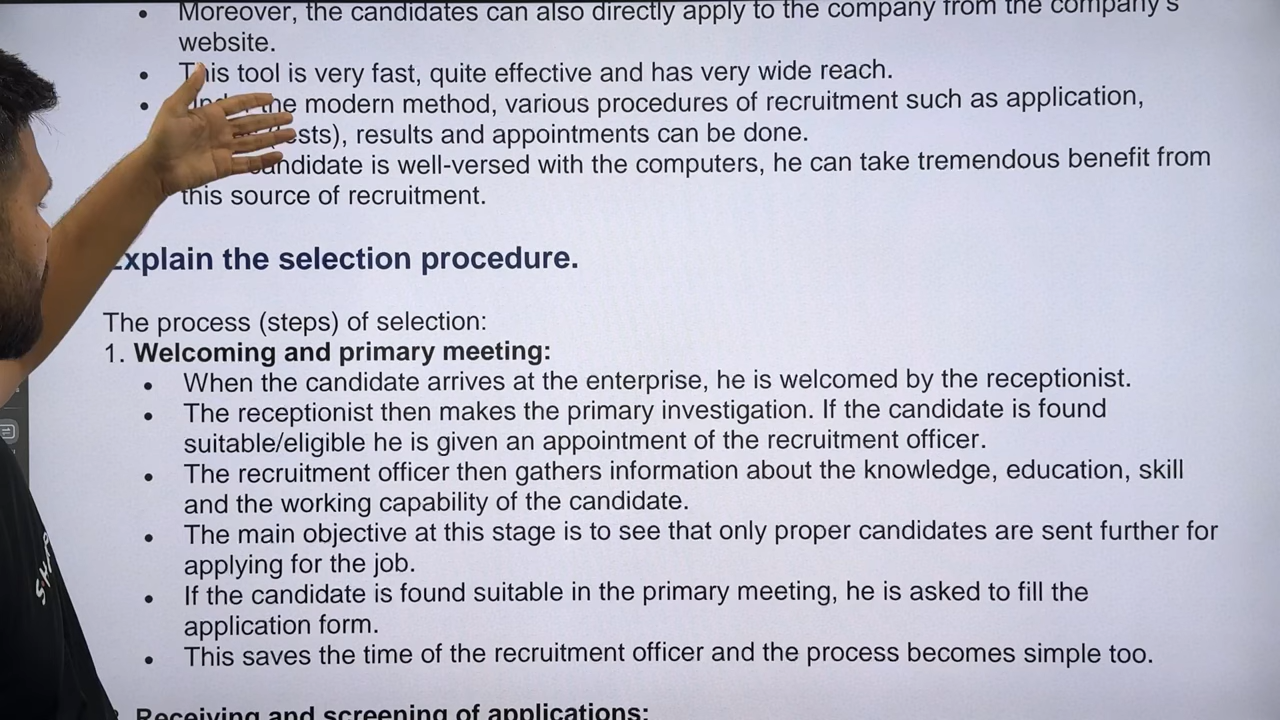 • Moreover, the candidates can also directly apply to the company from the company's
website.
• This tool is very fast, quite effective and has very wide reach.
• the modern method, various procedures of recruitment such as application,
results and appointments can be done.
candidate is well-versed with the computers, he can take tremendous benefit from
this source of recruitment.
Explain the selection procedure.
The process (steps) of selection:
1. Welcoming and primary meeting:
• When the candidate arrives at the enterprise, he is welcomed by the receptionist.
• The receptionist then makes the primary investigation. If the candidate is found
suitable/eligible he is given an appointment of the recruitment officer.
• The recruitment officer then gathers information about the knowledge, education, skill
and the working capability of the candidate.
• The main objective at this stage is to see that only proper candidates are sent further for
applying for the job.
• If the candidate is found suitable in the primary meeting, he is asked to fill the
application form.
• This saves the time of the recruitment officer and the process becomes simple too.
Receiving and screening of applications: